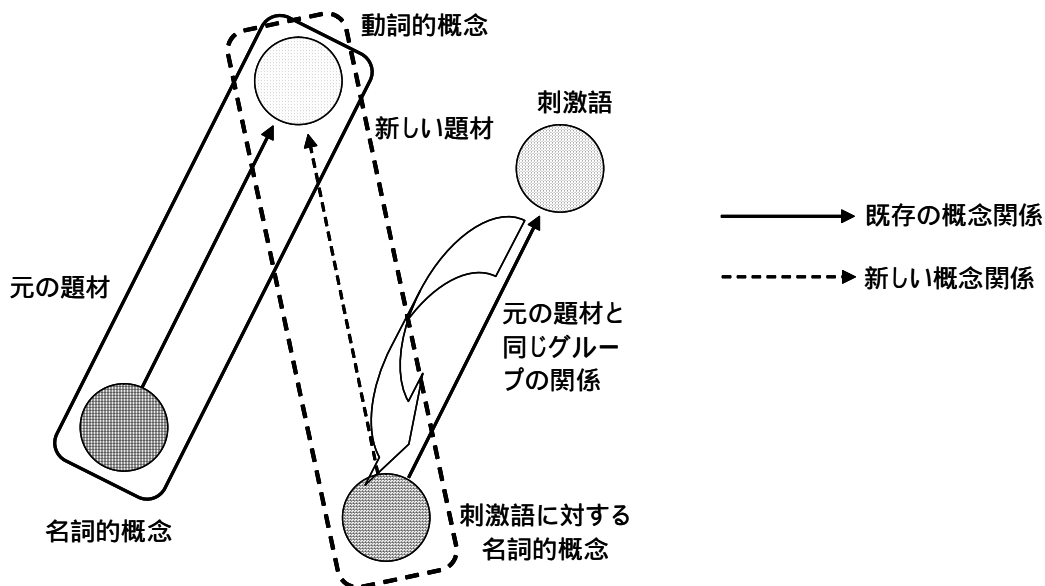 動詞的概念
刺激語
新しい題材
既存の概念関係
新しい概念関係
元の題材
元の題材と
同じグルー
プの関係
名詞的概念
刺激語に対する
名詞的概念